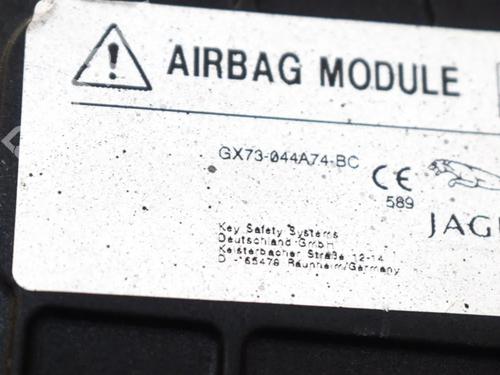 AIRBAG MODULE
GX73-044A74-BC
CE
589
JAG
Key Safety Systems
Deutschland GmbH
Kelsterbacher Straße 12-14
D - 65479 Raunheim/Germany